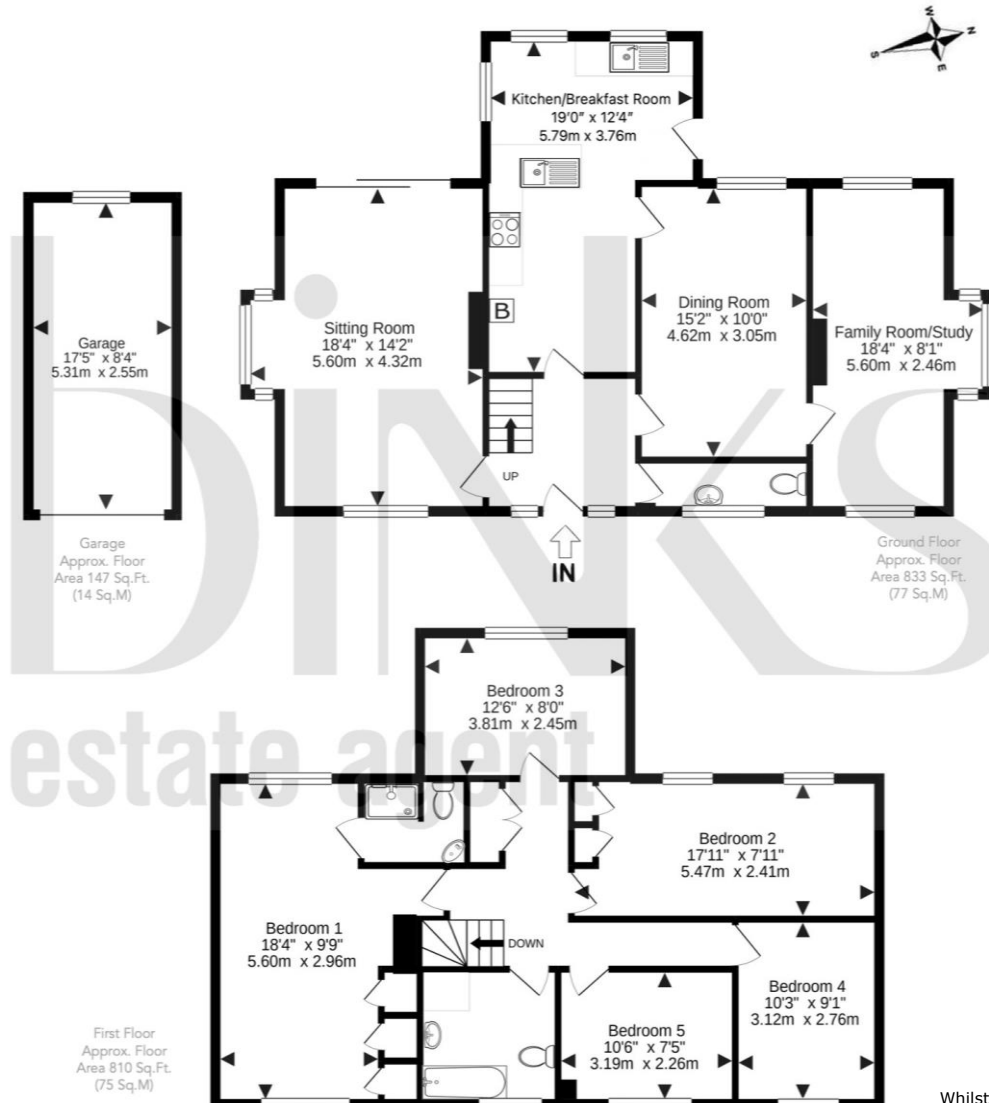 W
N
S
E
Kitchen/Breakfast Room
19'0" x 12'4"
5.79m x 3.76m
Garage
17'5" x 8'4"
5.31m x 2.55m
Sitting Room
18'4" x 14'2"
5.60m x 4.32m
B
Dining Room
15'2" x 10'0"
4.62m x 3.05m
Family Room/Study
18'4" x 8'1"
5.60m x 2.46m
UP
IN
Garage
Approx. Floor
Area 147 Sq.Ft.
(14 Sq.M)
Ground Floor
Approx. Floor
Area 833 Sq.Ft.
(77 Sq.M)
biNKS
estate agent
Bedroom 3
12'6" x 8'0"
3.81m x 2.45m
Bedroom 2
17'11" x 7'11"
5.47m x 2.41m
Bedroom 1
18'4" x 9'9"
5.60m x 2.96m
DOWN
Bedroom 4
10'3" x 9'1"
3.12m x 2.76m
Bedroom 5
10'6" x 7'5"
3.19m x 2.26m
First Floor
Approx. Floor
Area 810 Sq.Ft.
(75 Sq.M)
Whilst